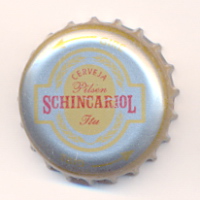 CERVEJA
Pilsen
SCHINCARIOL
Itu